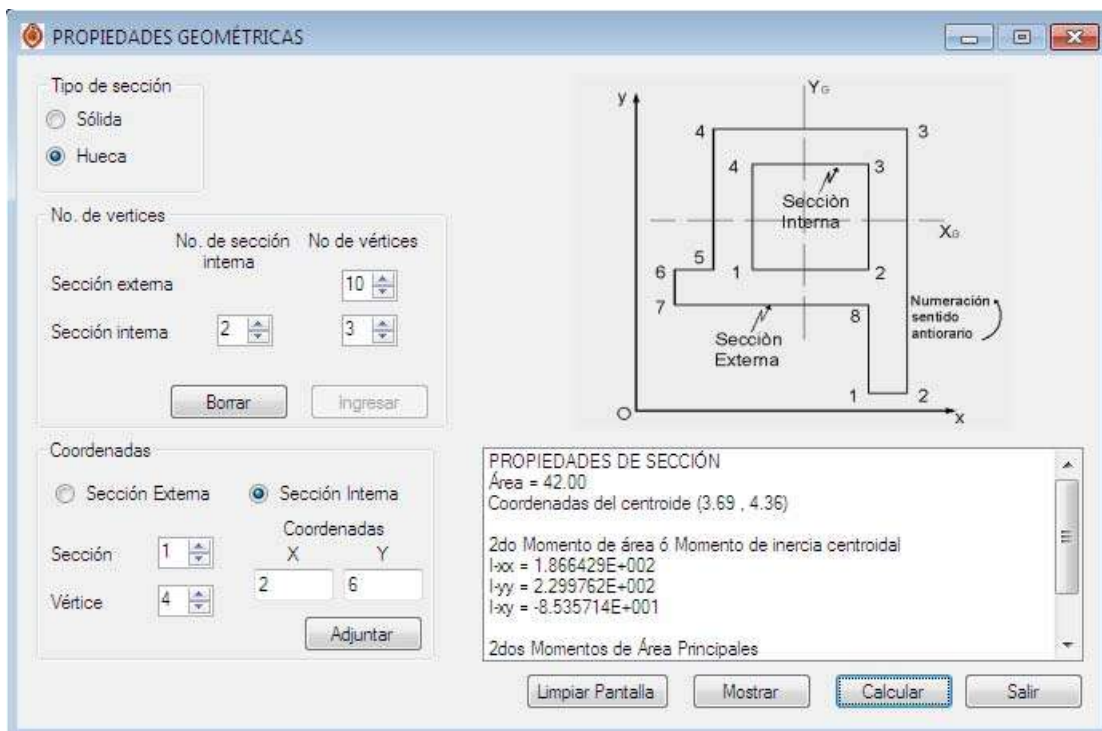 PROPIEDADES GEOMÉTRICAS
Tipo de sección
Sólida
Hueca
No. de vertices
No. de sección interna
No de vértices
Sección externa
10
Sección interna
2
3
Borrar
Ingresar
Coordenadas
Sección Externa
Sección Interna
Coordenadas
Sección
1
X
Y
Vértice
4
2
6
Adjuntar
y
YG
4
3
4
3
Secciòn
Interna
XG
6
5
1
2
7
8
Secciòn
Externa
Numeración
sentido
antiorario
1
2
O
x
PROPIEDADES DE SECCIÓN
Área = 42.00
Coordenadas del centroide (3.69 , 4.36)
2do Momento de área ó Momento de inercia centroidal
I-xx = 1.866429E+002
I-yy = 2.299762E+002
I-xy = -8.535714E+001
2dos Momentos de Área Principales
Limpiar Pantalla
Mostrar
Calcular
Salir